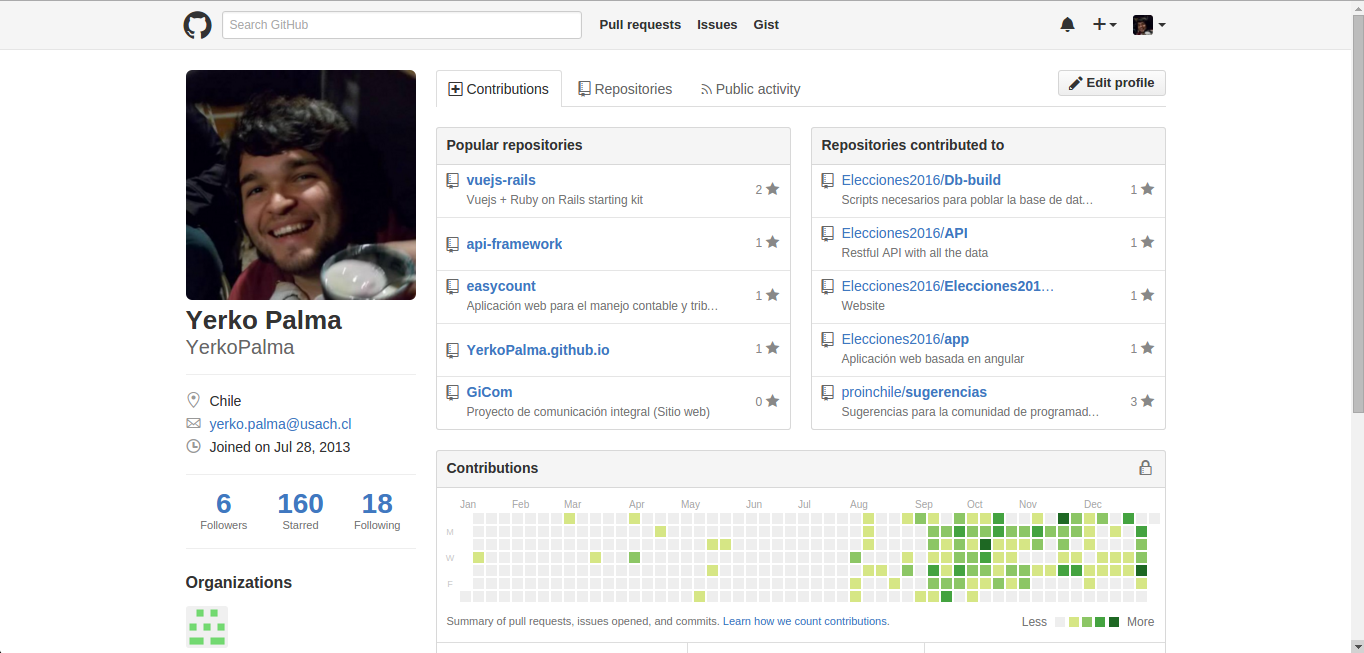 Search GitHub
Pull requests
Issues
Gist
Contributions
Repositories
Public activity
Edit profile
Yerko Palma
YerkoPalma
Chile
yerko.palma@usach.cl
Joined on Jul 28, 2013
6
Followers
160
Starred
18
Following
Organizations
Popular repositories
vuejs-rails
2
Vuejs + Ruby on Rails starting kit
api-framework
1
easycount
1
Aplicación web para el manejo contable y trib…
YerkoPalma.github.io
1
GiCom
0
Proyecto de comunicación integral (Sitio web)
Repositories contributed to
Elecciones2016/Db-build
1
Scripts necesarios para poblar la base de dat…
Elecciones2016/API
1
Restful API with all the data
Elecciones2016/Elecciones201…
1
Website
Elecciones2016/app
1
Aplicación web basada en angular
proinchile/sugerencias
3
Sugerencias para la comunidad de programad…
Contributions
Jan Feb Mar Apr May Jun Jul Aug Sep Oct Nov Dec
M
W
F
Summary of pull requests, issues opened, and commits. Learn how we count contributions.
Less
More